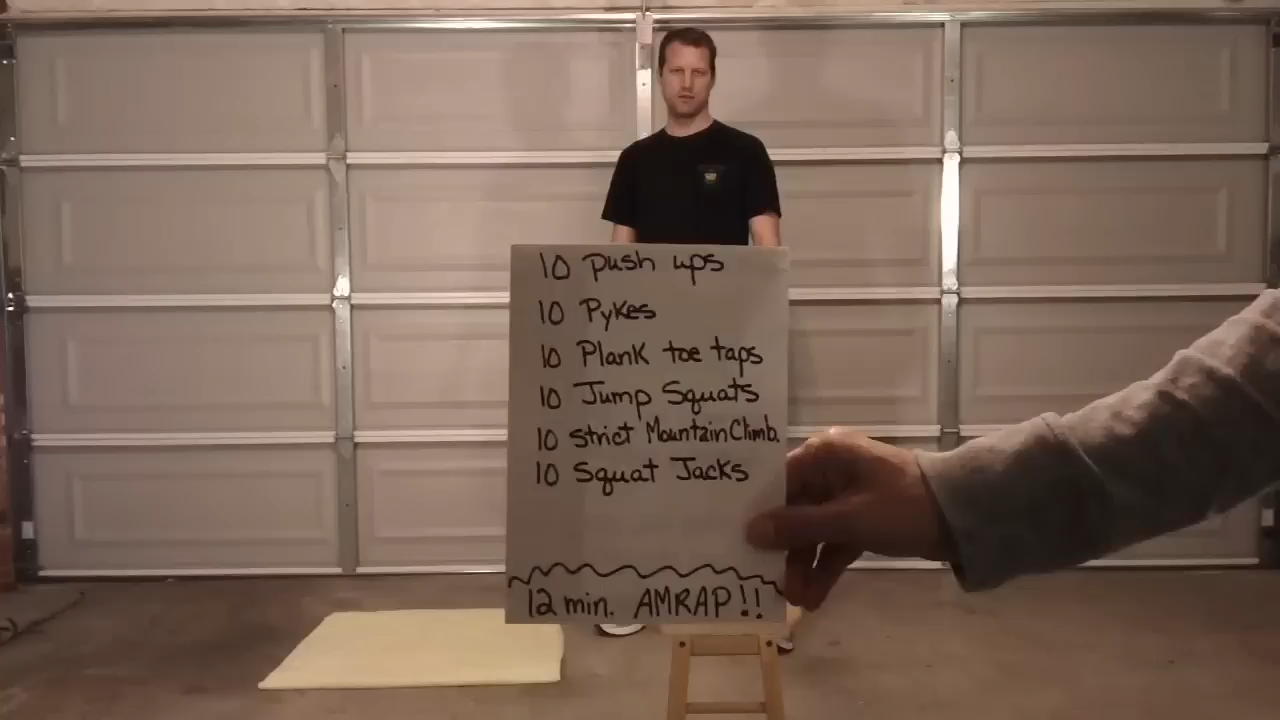 10 Push ups
10 Pykes
10 Plank toe taps
10 Jump Squats
10 Strict Mountain Climb.
10 Squat Jacks
12 min. AMRAP!!